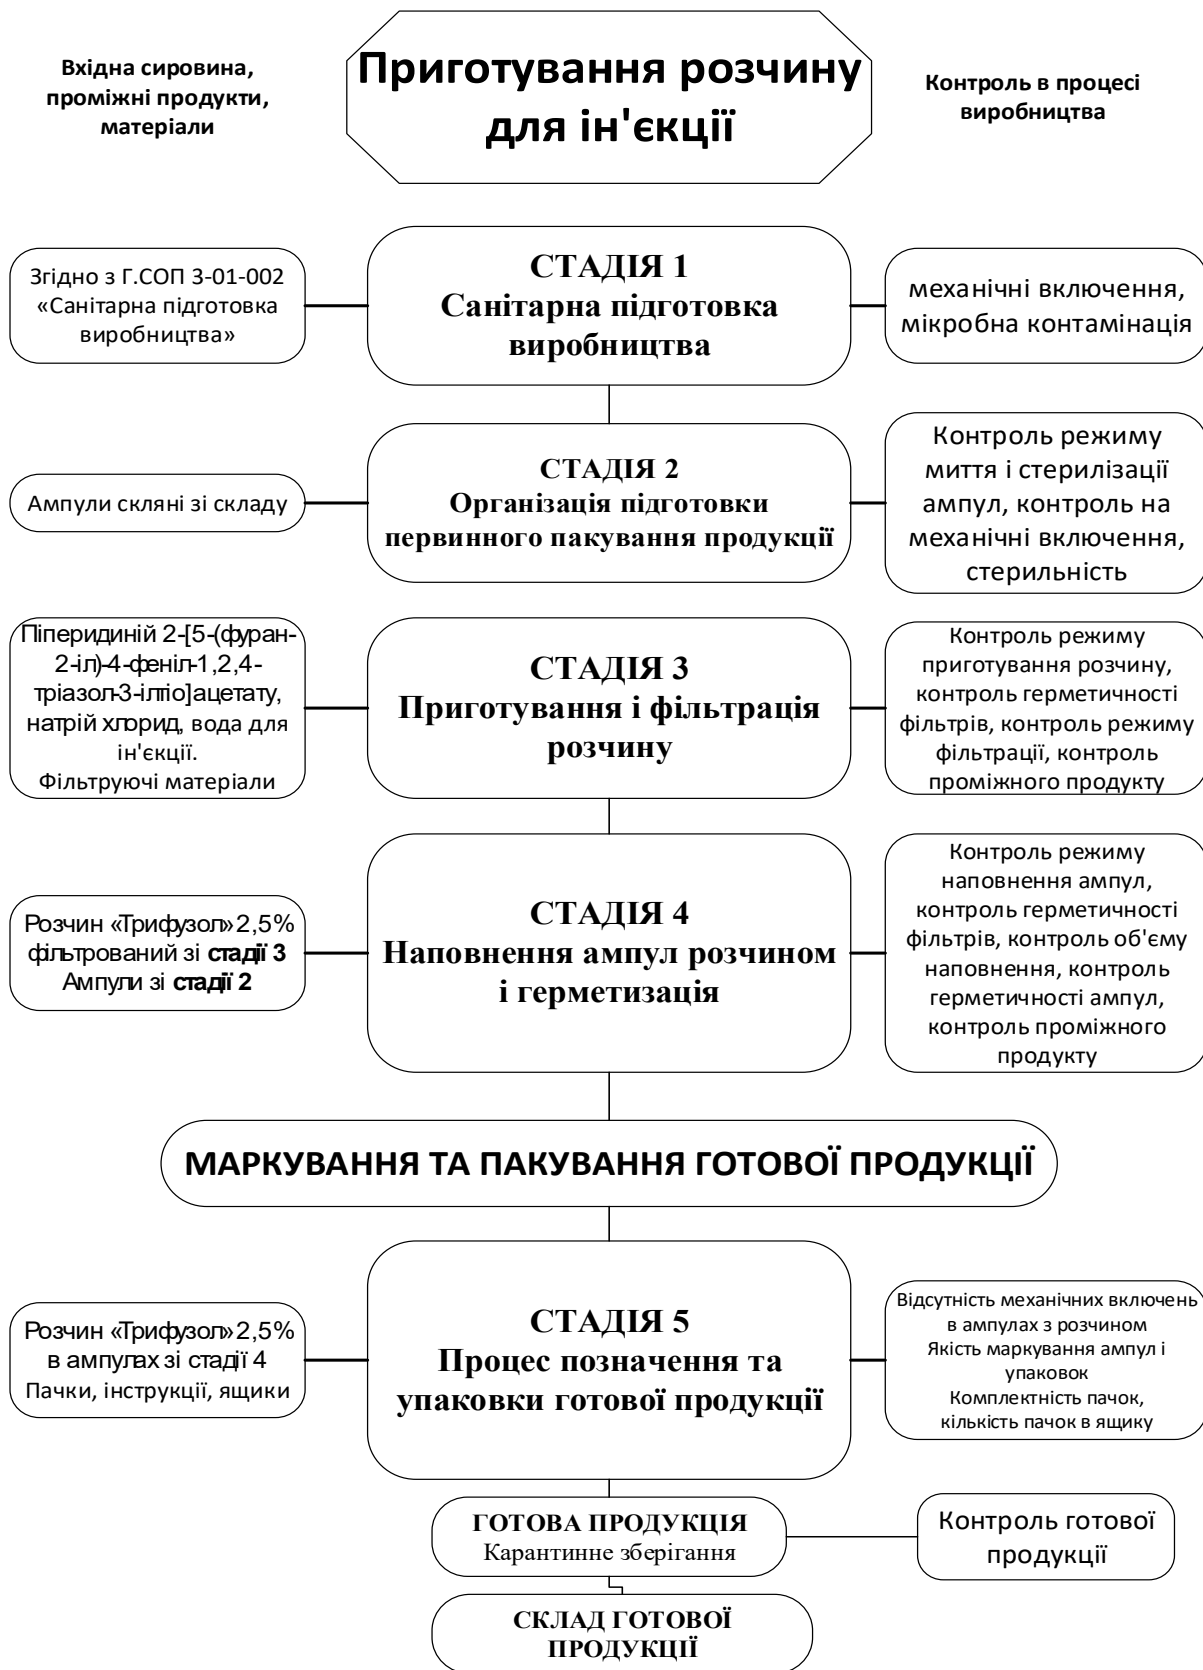 Вхідна сировина,
проміжні продукти,
матеріали
Приготування розчину
для ін'єкції
Контроль в процесі
виробництва
Згідно з Г.СОП 3-01-002
«Санітарна підготовка
виробництва»
СТАДІЯ 1
Санітарна підготовка
виробництва
механічні включення,
мікробна контамінація
Ампули скляні зі складу
СТАДІЯ 2
Організація підготовки
первинного пакування продукції
Контроль режиму
миття і стерилізації
ампул, контроль на
механічні включення,
стерильність
Піперидиній 2-[5-(фуран-
2-іл)-4-феніл-1,2,4-
тріазол-3-ілтіо]ацетату,
натрій хлорид, вода для
ін'єкції.
Фільтруючі матеріали
СТАДІЯ 3
Приготування і фільтрація
розчину
Контроль режиму
приготування розчину,
контроль герметичності
фільтрів, контроль режиму
фільтрації, контроль
проміжного продукту
Розчин «Трифузол» 2,5%
фільтрований зі стадії 3
Ампули зі стадії 2
СТАДІЯ 4
Наповнення ампул розчином
і герметизація
Контроль режиму
наповнення ампул,
контроль герметичності
фільтрів, контроль об'єму
наповнення, контроль
герметичності ампул,
контроль проміжного
продукту
МАРКУВАННЯ ТА ПАКУВАННЯ ГОТОВОЇ ПРОДУКЦІЇ
Розчин «Трифузол» 2,5%
в ампулах зі стадії 4
Пачки, інструкції, ящики
СТАДІЯ 5
Процес позначення та
упаковки готової продукції
Відсутність механічних включень
в ампулах з розчином
Якість маркування ампул і
упаковок
Комплектність пачок,
кількість пачок в ящику
ГОТОВА ПРОДУКЦІЯ
Карантинне зберігання
Контроль готової
продукції
СКЛАД ГОТОВОЇ
ПРОДУКЦІЇ